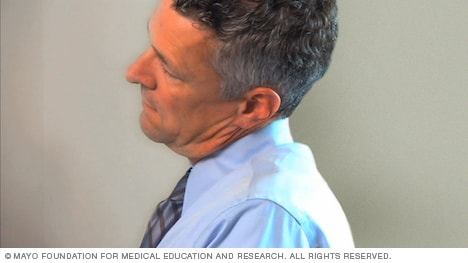 © MAYO FOUNDATION FOR MEDICAL EDUCATION AND RESEARCH. ALL RIGHTS RESERVED.